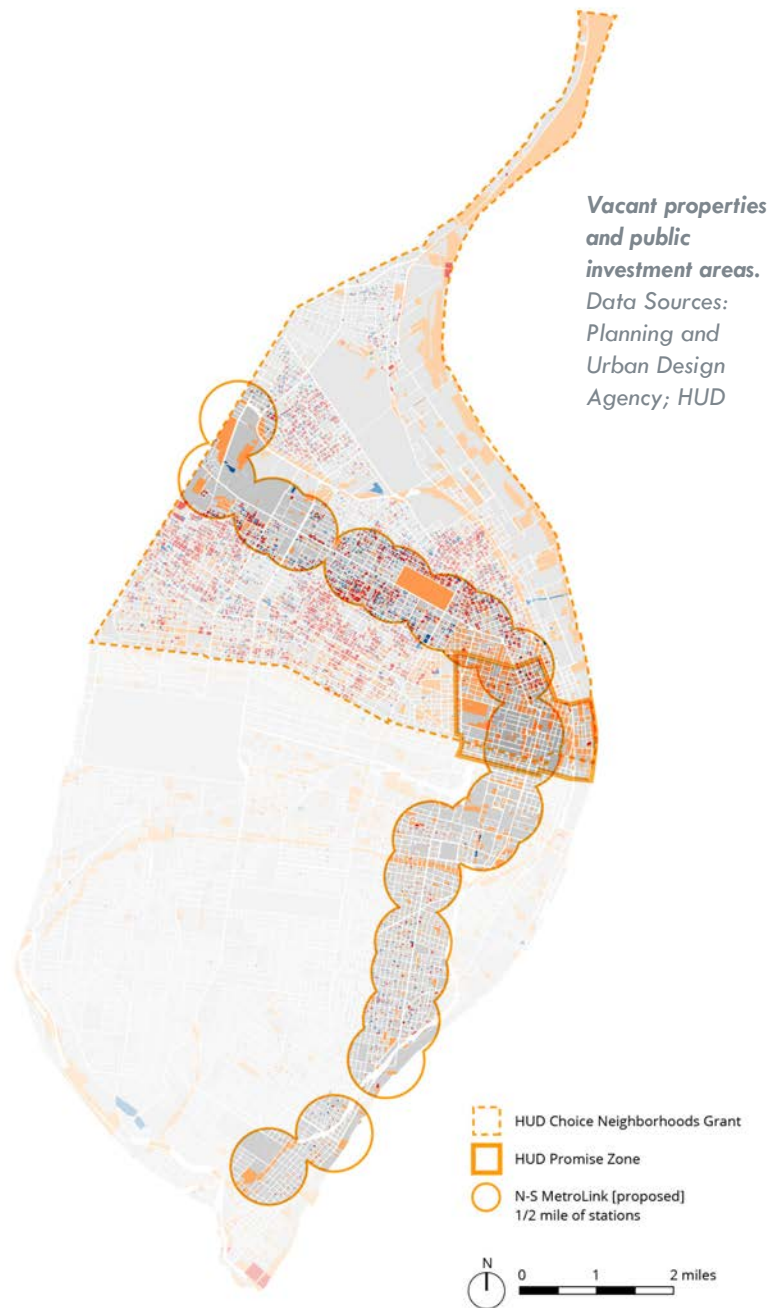 Vacant properties
and public
investment areas.
Data Sources:
Planning and
Urban Design
Agency; HUD
HUD Choice Neighborhoods Grant
HUD Promise Zone
N-S MetroLink [proposed]
1/2 mile of stations
N
0 1 2 miles